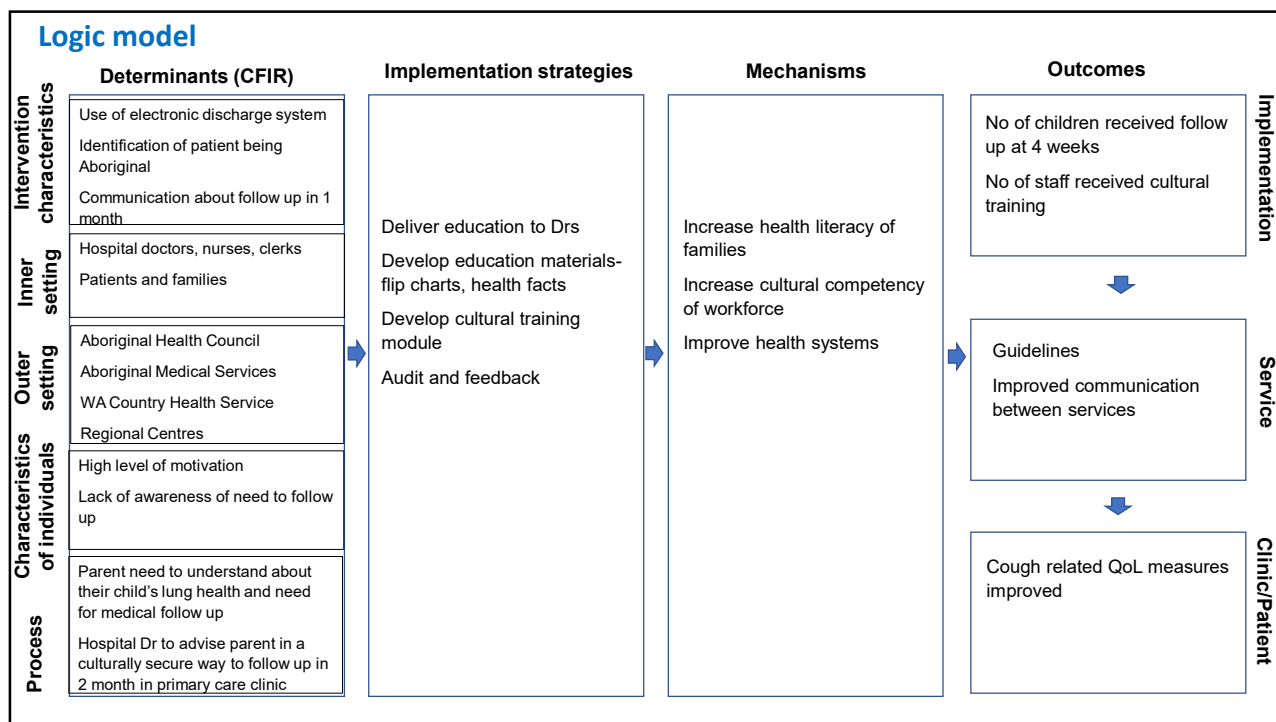 Logic model
Determinants (CFIR)
Implementation strategies
Mechanisms
Outcomes
Intervention
characteristics
Use of electronic discharge system
Identification of patient being
Aboriginal
Communication about follow up in 1
month
Inner
setting
Hospital doctors, nurses, clerks
Patients and families
Outer
setting
Aboriginal Health Council
Aboriginal Medical Services
WA Country Health Service
Regional Centres
Characteristics
of individuals
High level of motivation
Lack of awareness of need to follow
up
Process
Parent need to understand about
their child's lung health and need
for medical follow up
Hospital Dr to advise parent in a
culturally secure way to follow up in
2 month in primary care clinic
Deliver education to Drs
Develop education materials-
flip charts, health facts
Develop cultural training
module
Audit and feedback
Increase health literacy of
families
Increase cultural competency
of workforce
Improve health systems
No of children received follow
up at 4 weeks
No of staff received cultural
training
Implementation
Guidelines
Improved communication
between services
Service
Cough related QoL measures
improved
Clinic/Patient